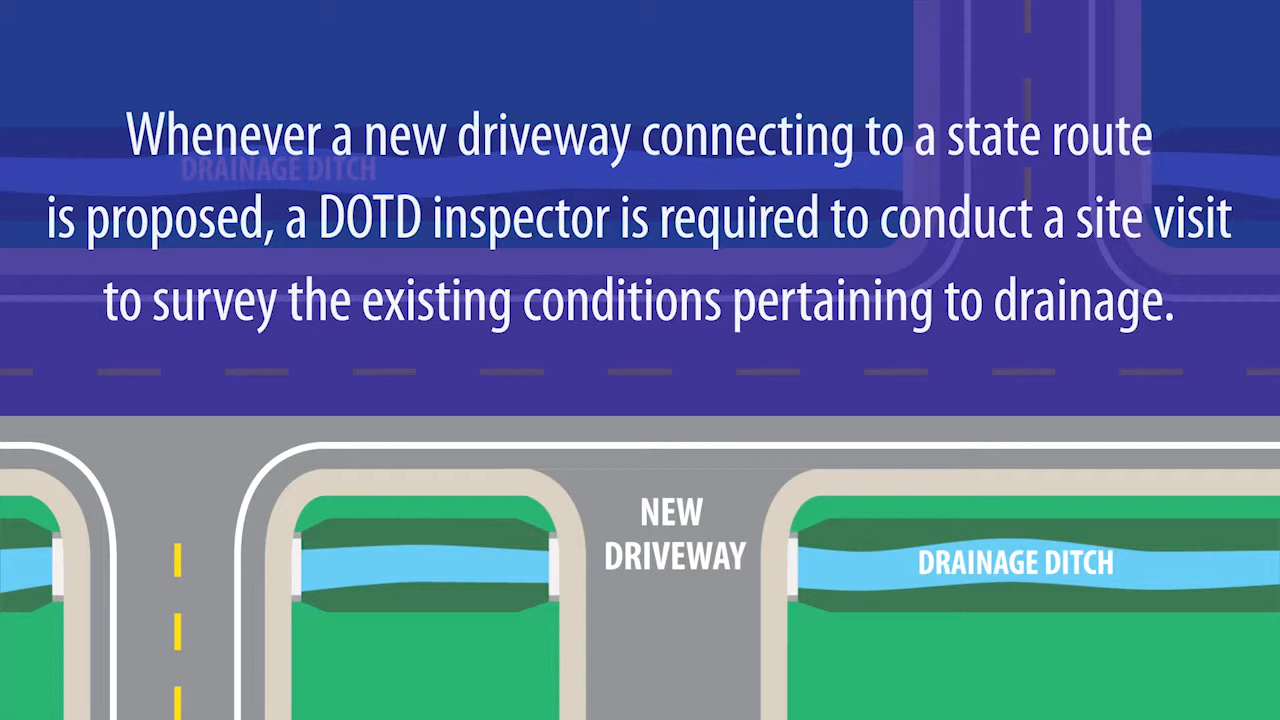 Whenever a new driveway connecting to a state route
DRAINAGE DITCH
is proposed, a DOTD inspector is required to conduct a site visit
to survey the existing conditions pertaining to drainage.
NEW
DRIVEWAY
DRAINAGE DITCH